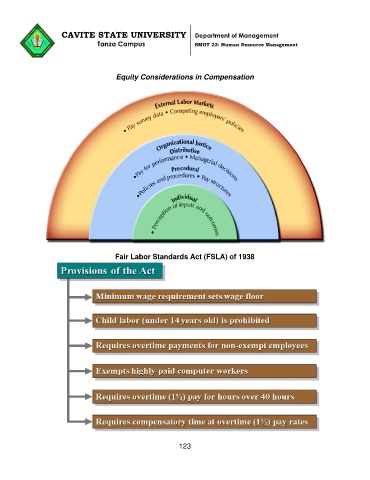 CAVITE STATE UNIVERSITY
Tanza Campus
Department of Management
BMGT 23: Human Resource Management
Equity Considerations in Compensation
External Labor Markets
• Pay survey data • Competing employers' policies
Organizational Justice
Distributive
•Pay for performance • Managerial decisions
Procedural
•Policies and procedures • Pay structures
Individual
• Perception of inputs and outcomes
Fair Labor Standards Act (FSLA) of 1938
Provisions of the Act
Minimum wage requirement sets wage floor
Child labor (under 14 years old) is prohibited
Requires overtime payments for non-exempt employees
Exempts highly-paid computer workers
Requires overtime (1½) pay for hours over 40 hours
Requires compensatory time at overtime (1½) pay rates
123